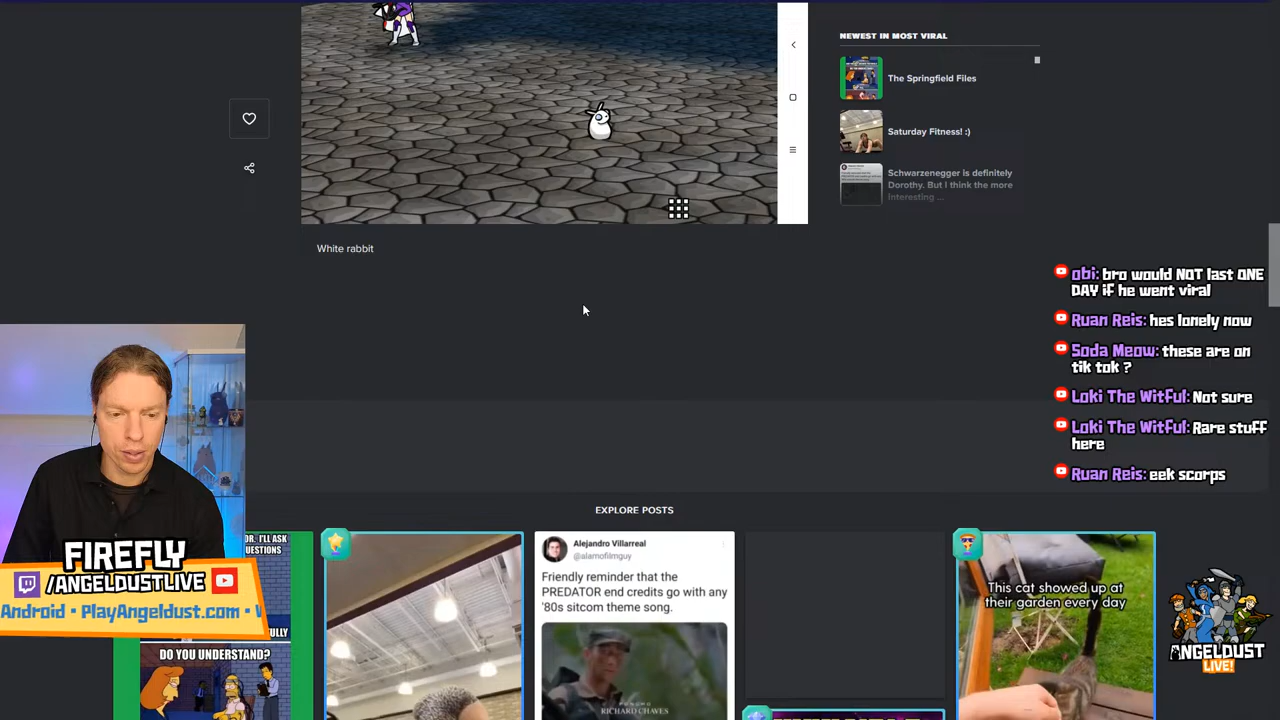 NEWEST IN MOST VIRAL
The Springfield Files
Saturday Fitness! :)
Schwarzenegger is definitely
Dorothy. But I think the more
interesting ...
White rabbit
obi: bro would NOT last ONE
DAY if he went viral
Ruan Reis: hes lonely now
Soda Meow: these are on
tik tok ?
Loki The Witful: Not sure
Loki The Witful: Rare stuff
here
Ruan Reis: eek scorps
EXPLORE POSTS
FIREFLY
/ANGELDUSTLIVE
Android • PlayAngeldust.com •
DR. I'LL ASK
DO YOU UNDERSTAND?
Alejandro Villarreal
@alamofilmguy
Friendly reminder that the
PREDATOR end credits go with any
'80s sitcom theme song.
RICHARD CHAVES
This cat showed up at
their garden every day
ANGELDUST
LIVE!